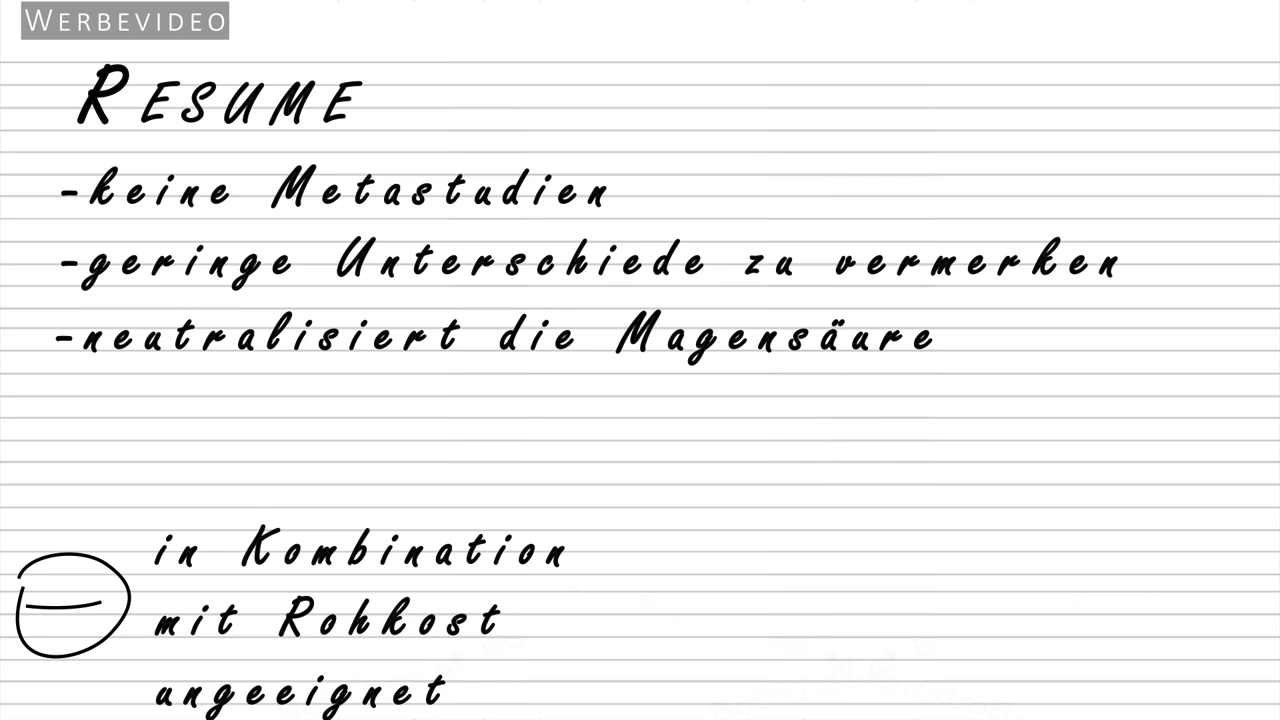 WERBEVIDEO
RESUME
-keine Metastudien
-geringe Unterschiede zu vermerken
-neutralisiert die Magensäure
in Kombination
mit Rohkost
ungeeignet